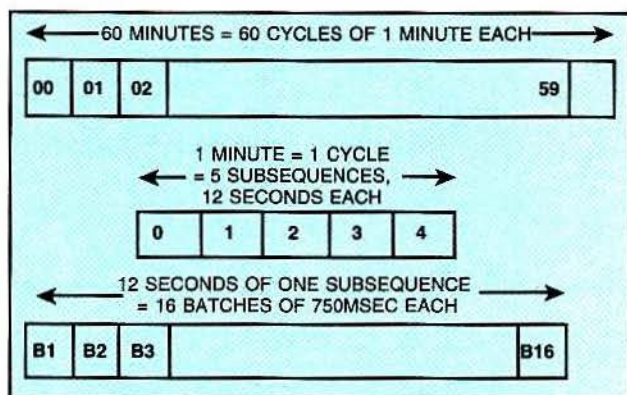 60 MINUTES = 60 CYCLES OF 1 MINUTE EACH
00 01 02 59
1 MINUTE = 1 CYCLE
= 5 SUBSEQUENCES,
12 SECONDS EACH
0 1 2 3 4
12 SECONDS OF ONE SUBSEQUENCE
= 16 BATCHES OF 750MSEC EACH
B1 B2 B3 B16